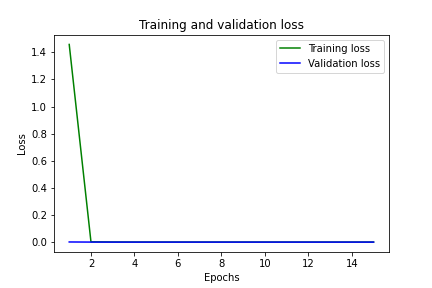 Training and validation loss
Training loss
Validation loss
1.4
1.2
1.0
0.8
0.6
0.4
0.2
0.0
Loss
2 4 6 8 10 12 14
Epochs